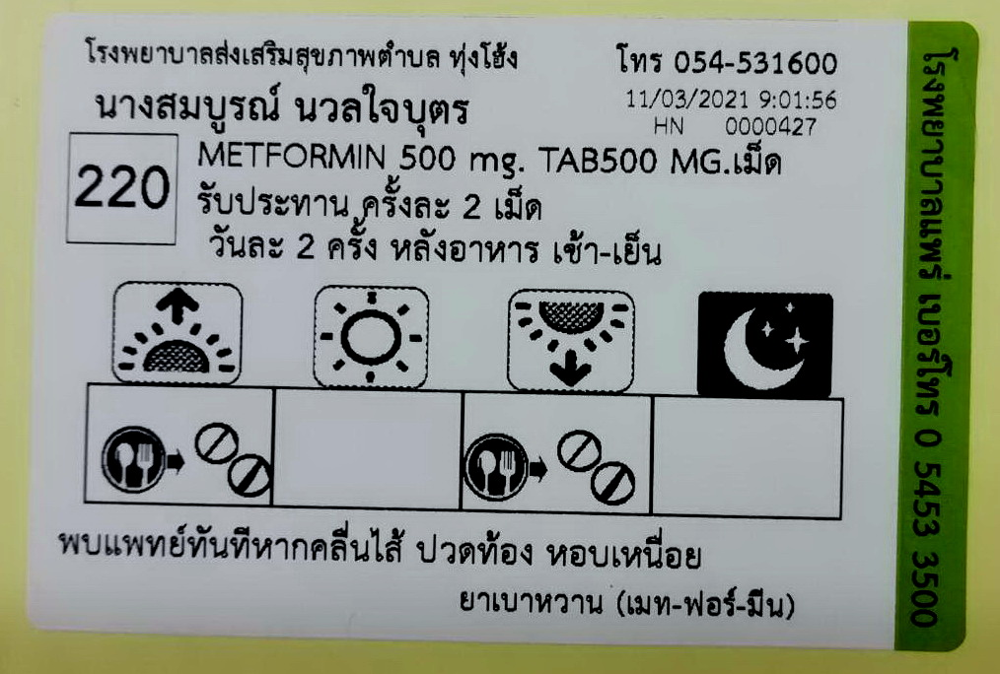 โรงพยาบาลส่งเสริมสุขภาพตำบล ทุ่งโฮ้ง
โทร 054-531600
นางสมบูรณ์ นวลใจบุตร
11/03/2021 9:01:56
HN 0000427
220
METFORMIN 500 mg. TAB500 MG.เม็ด
รับประทาน ครั้งละ 2 เม็ด
วันละ 2 ครั้ง หลังอาหาร เช้า-เย็น
พบแพทย์ทันทีหากคลื่นไส้ ปวดท้อง หอบเหนื่อย
ยาเบาหวาน (เมท-ฟอร์-มีน)
โรงพยาบาลแพร่ เบอร์โทร 0 5453 3500